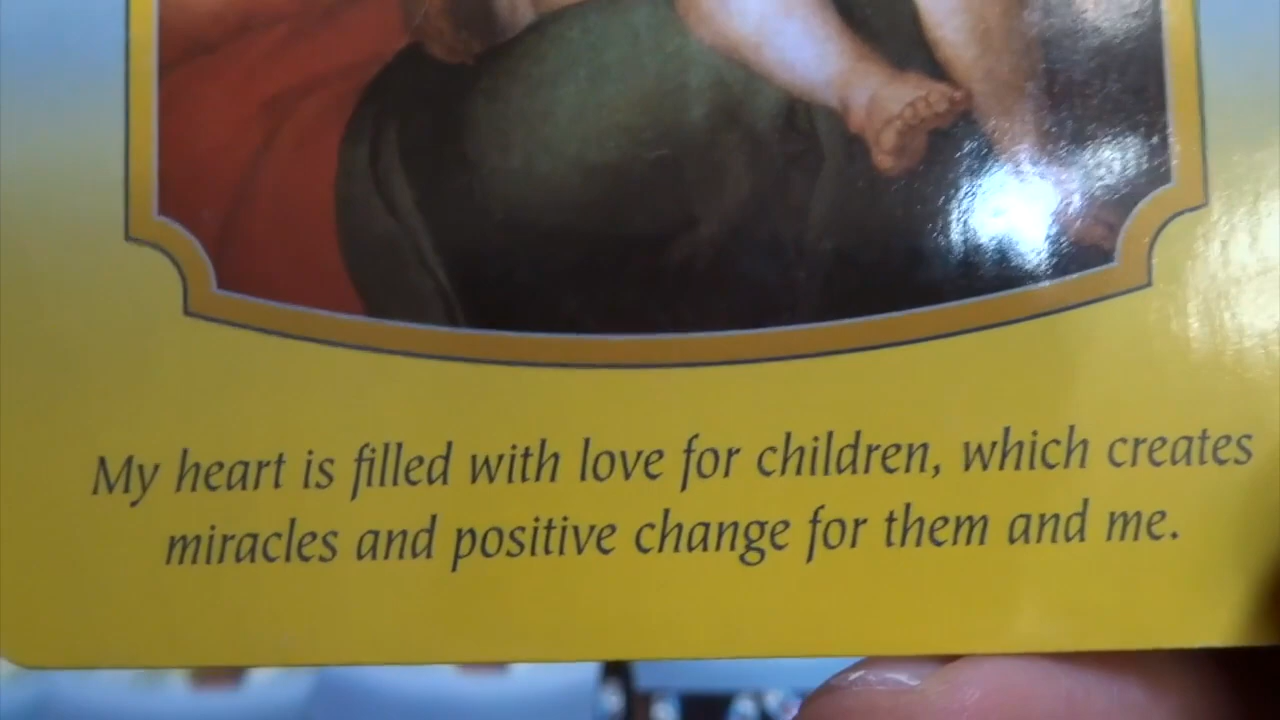 My heart is filled with love for children, which creates
miracles and positive change for them and me.